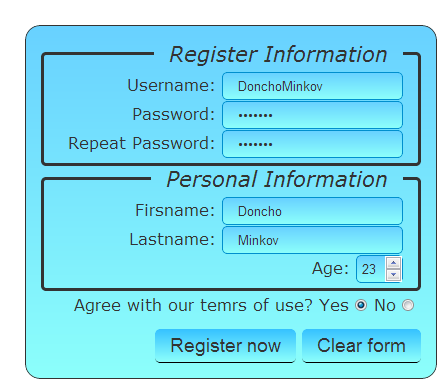 Register Information
Username: DonchoMinkov
Password: •••••••
Repeat Password: •••••••
Personal Information
Firsname: Doncho
Lastname: Minkov
Age: 23
Agree with our temrs of use? Yes No
Register now Clear form